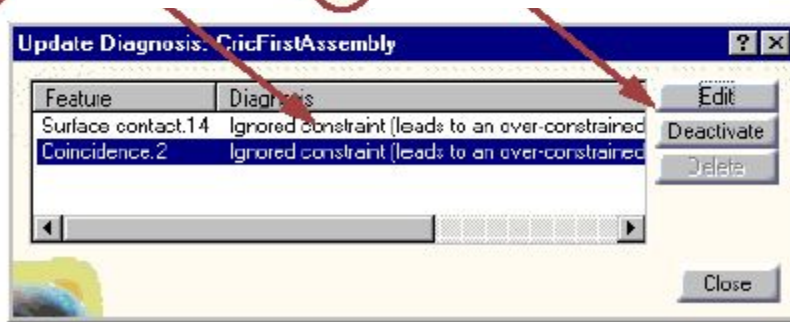 Update Diagnosis: CricFirstAssembly
Feature Diagnosis
Edit
Surface contact.14 Ignored constraint (leads to an over-constrained
Deactivate
Coincidence.2 Ignored constraint (leads to an over-constrained
Delete
Close